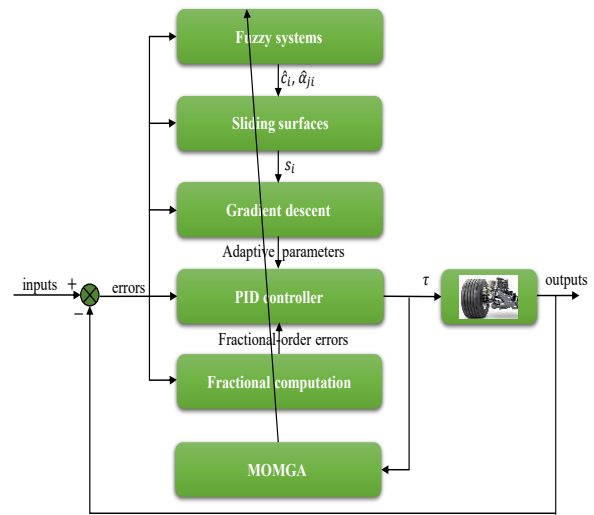 Fuzzy systems
ĉᵢ, α̂ⱼᵢ
Sliding surfaces
sᵢ
Gradient descent
Adaptive parameters
inputs
+
−
errors
PID controller
τ
outputs
Fractional-order errors
Fractional computation
MOMGA